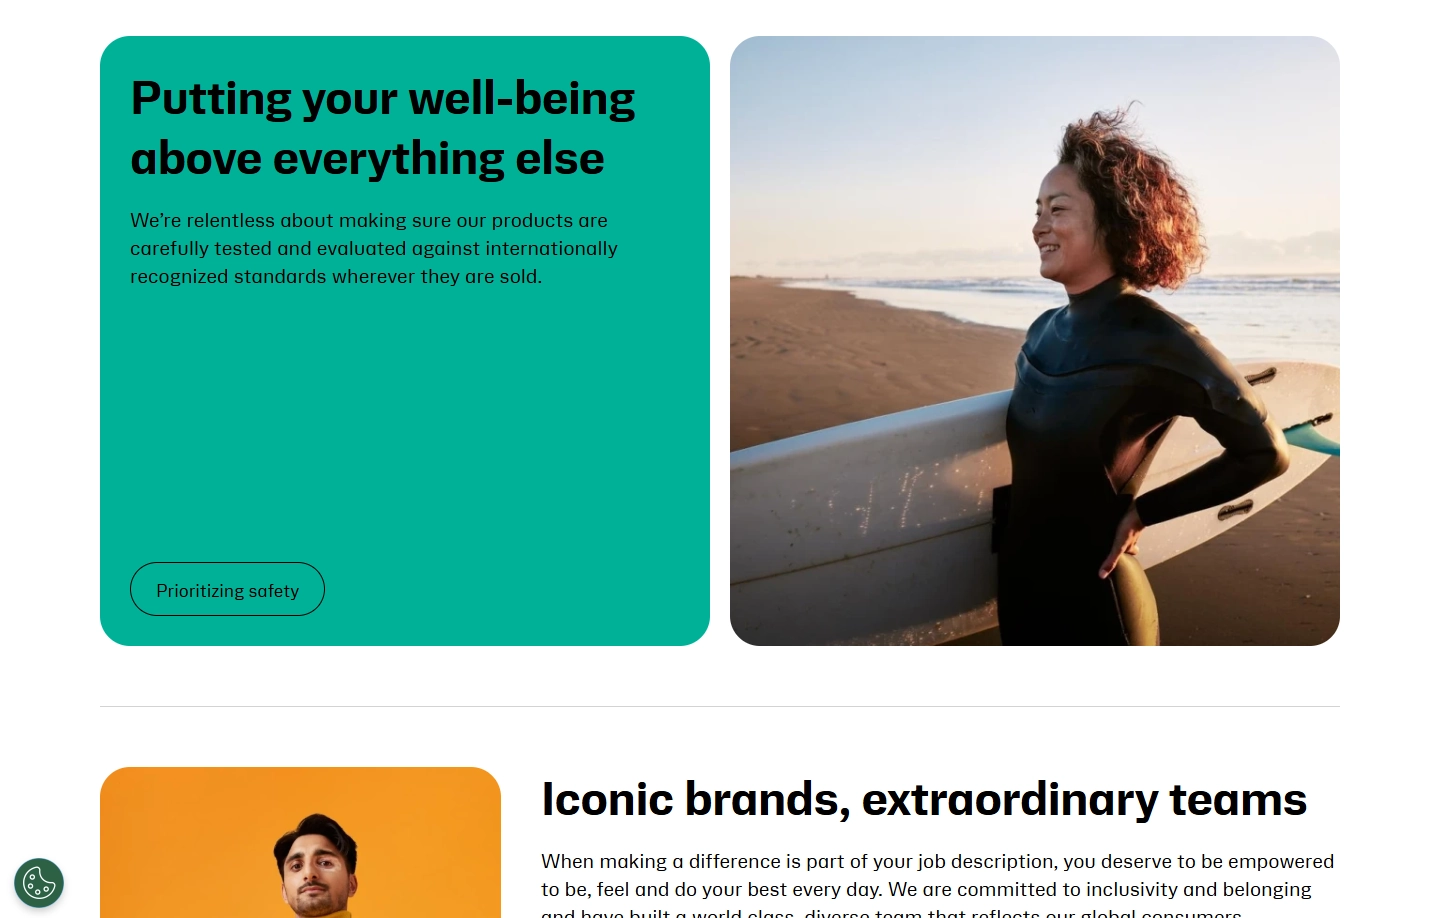 Putting your well-being
above everything else
We’re relentless about making sure our products are
carefully tested and evaluated against internationally
recognized standards wherever they are sold.
Prioritizing safety
Iconic brands, extraordinary teams
When making a difference is part of your job description, you deserve to be empowered
to be, feel and do your best every day. We are committed to inclusivity and belonging
and have built a world class, diverse team that reflects our global consumers.